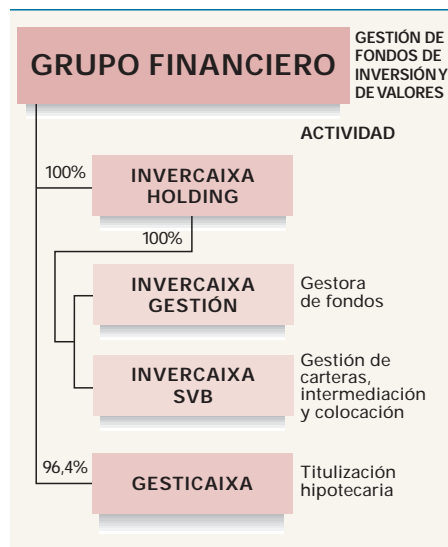 GRUPO FINANCIERO
GESTIÓN DE
FONDOS DE
INVERSIÓN Y
DE VALORES
ACTIVIDAD
100%
INVERCAIXA
HOLDING
100%
INVERCAIXA
GESTIÓN
Gestora
de fondos
INVERCAIXA
SVB
Gestión de
carteras,
intermediación
y colocación
96,4%
GESTICAIXA
Titulización
hipotecaria